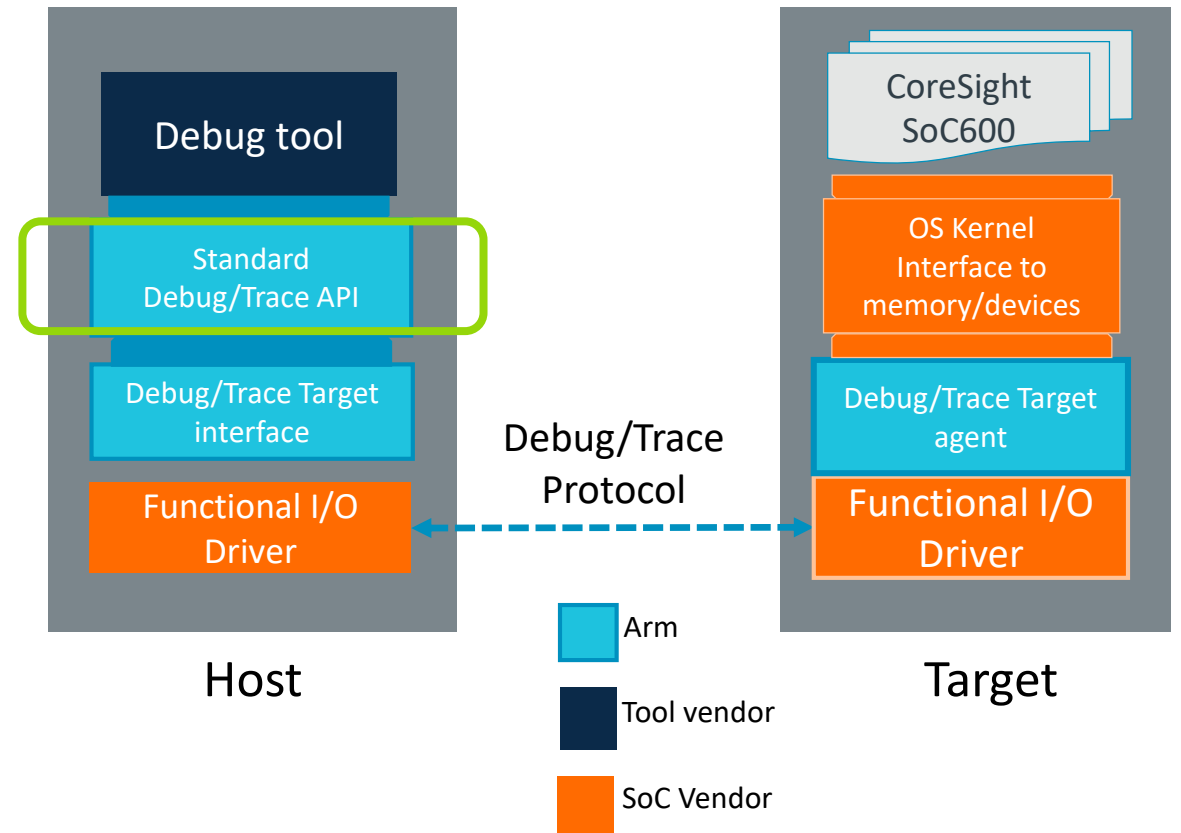 Debug tool
Standard
Debug/Trace API
Debug/Trace Target
interface
Functional I/O
Driver
Host
Debug/Trace
Protocol
CoreSight
SoC600
OS Kernel
Interface to
memory/devices
Debug/Trace Target
agent
Functional I/O
Driver
Target
Arm
Tool vendor
SoC Vendor